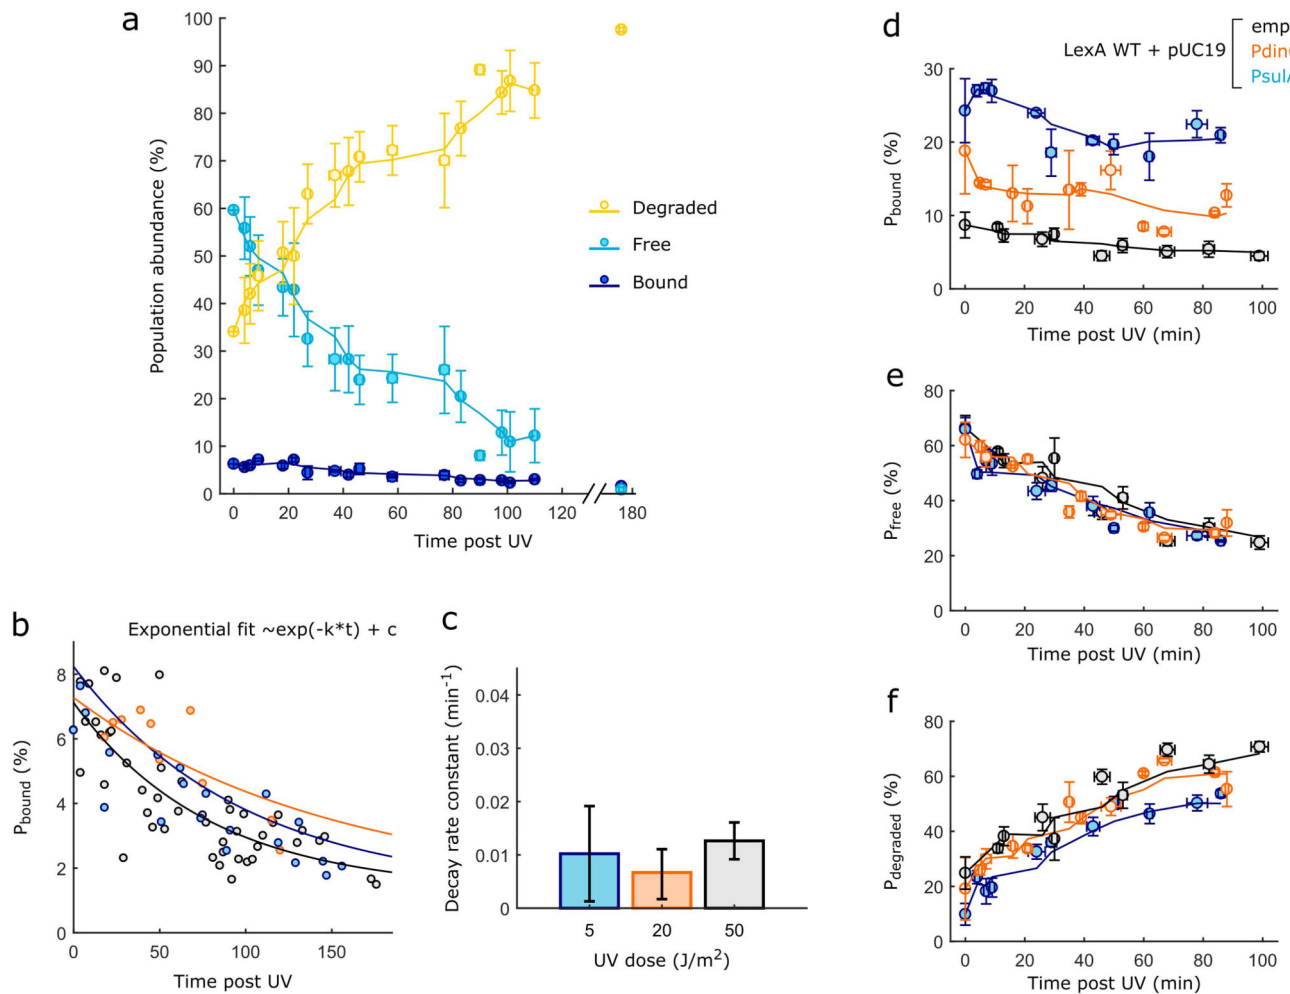 a
Population abundance (%)
100
90
80
70
60
50
40
30
20
10
0
0 20 40 60 80 100 120 180
Time post UV
Degraded
Free
Bound
b
Exponential fit ~exp(-k*t) + c
P_bound (%)
8
6
4
2
0
0 50 100 150
Time post UV
c
Decay rate constant (min⁻¹)
0.04
0.03
0.02
0.01
0
5 20 50
UV dose (J/m²)
d
LexA WT + pUC19
P_bound (%)
30
20
10
0
0 20 40 60 80 100
Time post UV (min)
e
P_free (%)
80
60
40
20
0
0 20 40 60 80 100
Time post UV (min)
f
P_degraded (%)
80
60
40
20
0
0 20 40 60 80 100
Time post UV (min)